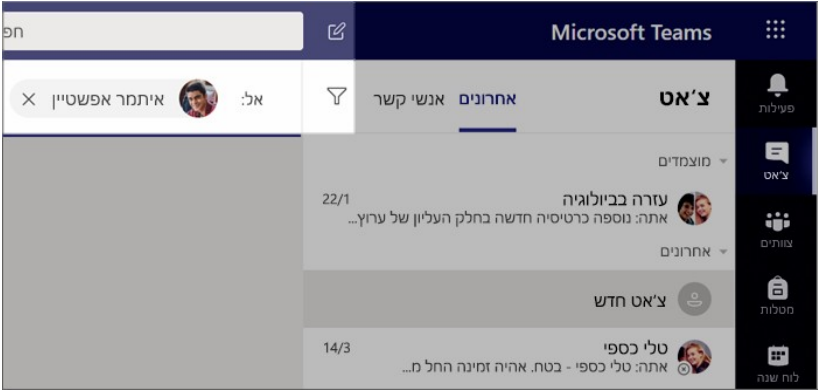 Microsoft Teams
חפ
פעילות
צ'אט
צוותים
מטלות
לוח שנה
צ'אט
אחרונים
אנשי קשר
אל:
איתמר אפשטיין
מוצמדים
עזרה בביולוגיה
22/1
אתה: נוספה כרטיסיה חדשה בחלק העליון של ערוץ...
אחרונים
צ'אט חדש
טלי כספי
14/3
אתה: טלי כספי - בטח. אהיה זמינה החל מ...